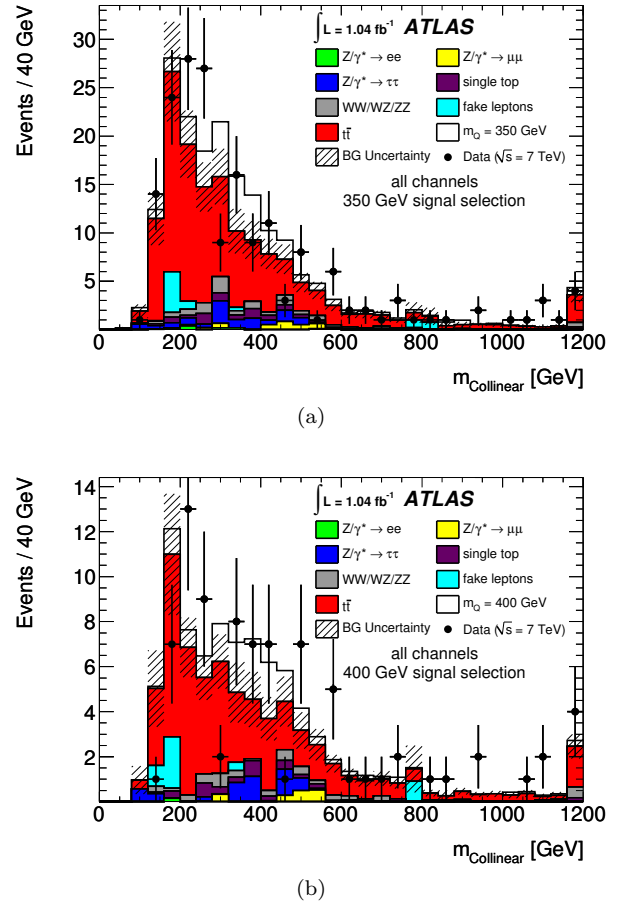 ∫ L = 1.04 fb⁻¹ ATLAS
Z/γ* → ee
Z/γ* → μμ
Z/γ* → ττ
single top
WW/WZ/ZZ
fake leptons
tt̄
m_Q = 350 GeV
BG Uncertainty
Data (√s = 7 TeV)
all channels
350 GeV signal selection
Events / 40 GeV
30
25
20
15
10
5
0 200 400 600 800 1000 1200
m_Collinear [GeV]
(a)
∫ L = 1.04 fb⁻¹ ATLAS
Z/γ* → ee
Z/γ* → μμ
Z/γ* → ττ
single top
WW/WZ/ZZ
fake leptons
tt̄
m_Q = 400 GeV
BG Uncertainty
Data (√s = 7 TeV)
all channels
400 GeV signal selection
Events / 40 GeV
14
12
10
8
6
4
2
0 200 400 600 800 1000 1200
m_Collinear [GeV]
(b)